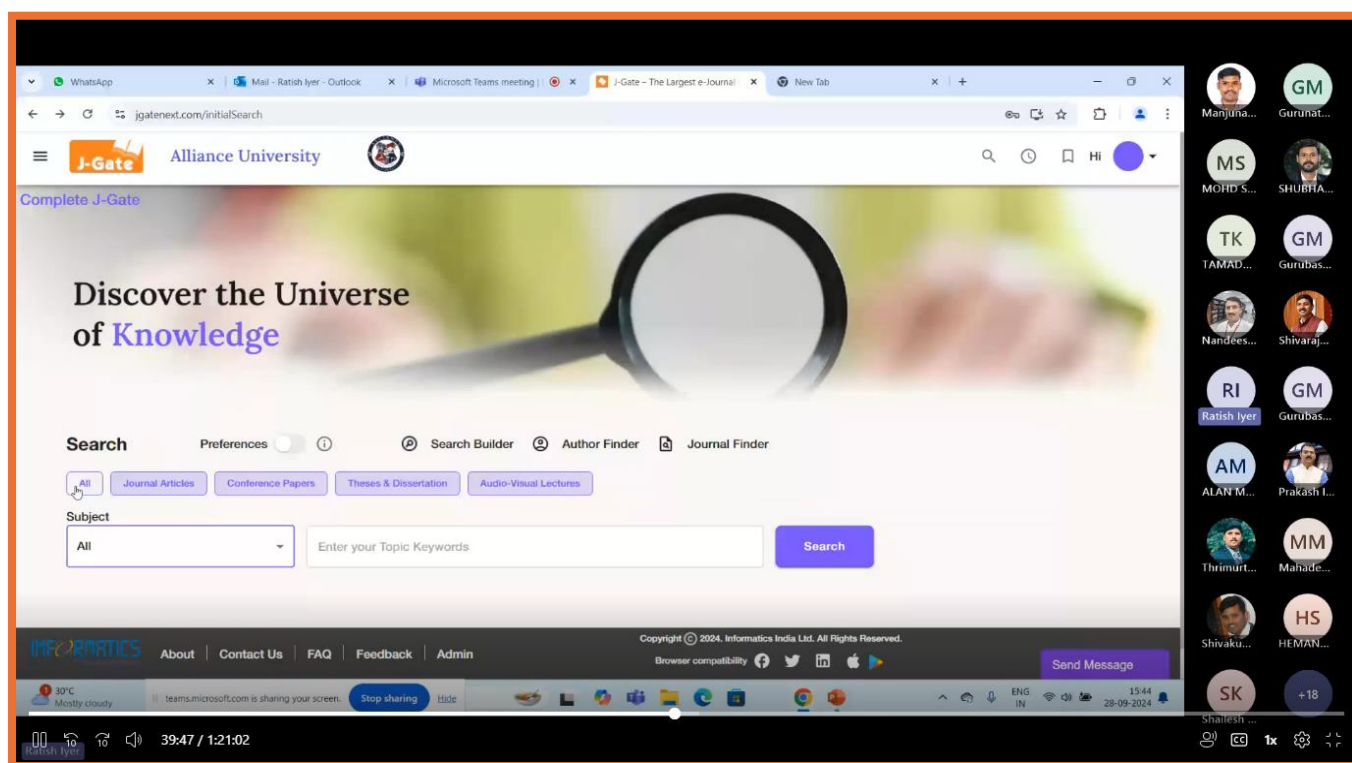 WhatsApp
Mail - Ratish Iyer - Outlook
Microsoft Teams meeting |
J-Gate – The Largest e-Journal
New Tab
jgatenext.com/initialSearch
J-Gate
Alliance University
Hi
Complete J-Gate
Discover the Universe
of Knowledge
Search
Preferences
Search Builder
Author Finder
Journal Finder
All
Journal Articles
Conference Papers
Theses & Dissertation
Audio-Visual Lectures
Subject
All
Enter your Topic Keywords
Search
INFORMATICS
About | Contact Us | FAQ | Feedback | Admin
Copyright © 2024. Informatics India Ltd. All Rights Reserved.
Browser compatibility
Send Message
30°C
Mostly cloudy
teams.microsoft.com is sharing your screen.
Stop sharing
Hide
ENG
IN
15:44
28-09-2024
10
10
39:47 / 1:21:02
Ratish Iyer
CC
1x
Manjuna...
GM
Gurunat...
MS
MOHD S...
SHUBHA...
TK
TAMAD...
GM
Gurubas...
Nandees...
Shivaraj...
RI
Ratish Iyer
GM
Gurubas...
AM
ALAN M...
Prakash I...
Thrimurt...
MM
Mahade...
Shivaku...
HS
HEMAN...
SK
Shailesh ...
+18